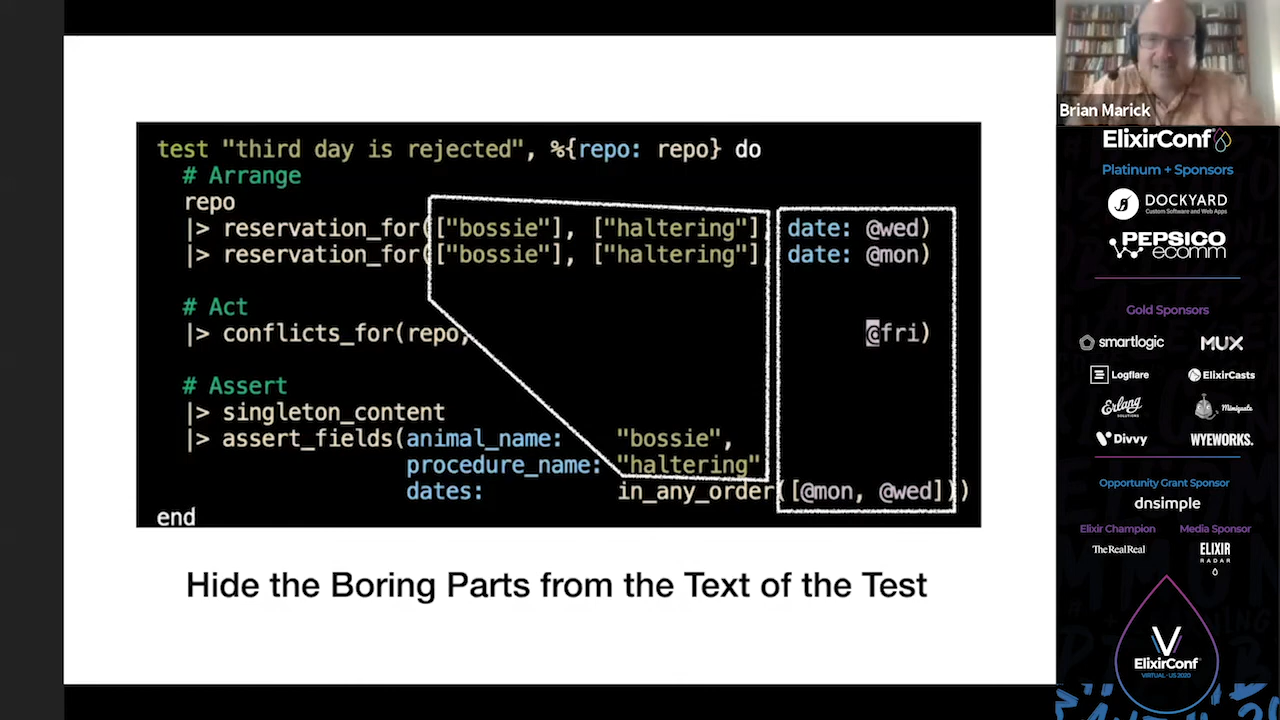 test "third day is rejected", %{repo: repo} do
# Arrange
repo
|> reservation_for(["bossie"], ["haltering"], date: @wed)
|> reservation_for(["bossie"], ["haltering"], date: @mon)
# Act
|> conflicts_for(repo, @fri)
# Assert
|> singleton_content
|> assert_fields(animal_name: "bossie",
procedure_name: "haltering"
dates: in_any_order([@mon, @wed]))
end
Hide the Boring Parts from the Text of the Test
Brian Marick
ElixirConf
Platinum + Sponsors
DOCKYARD
Custom Software and Web Apps
PEPSICO
ecomm
Gold Sponsors
smartlogic
MUX
Logflare
ElixirCasts
Erlang
SOLUTIONS
Miniquate
Divvy
WYEWORKS.
Opportunity Grant Sponsor
dnsimple
Elixir Champion
Media Sponsor
TheRealReal
ELIXIR
RADAR
ElixirConf
VIRTUAL · US 2020